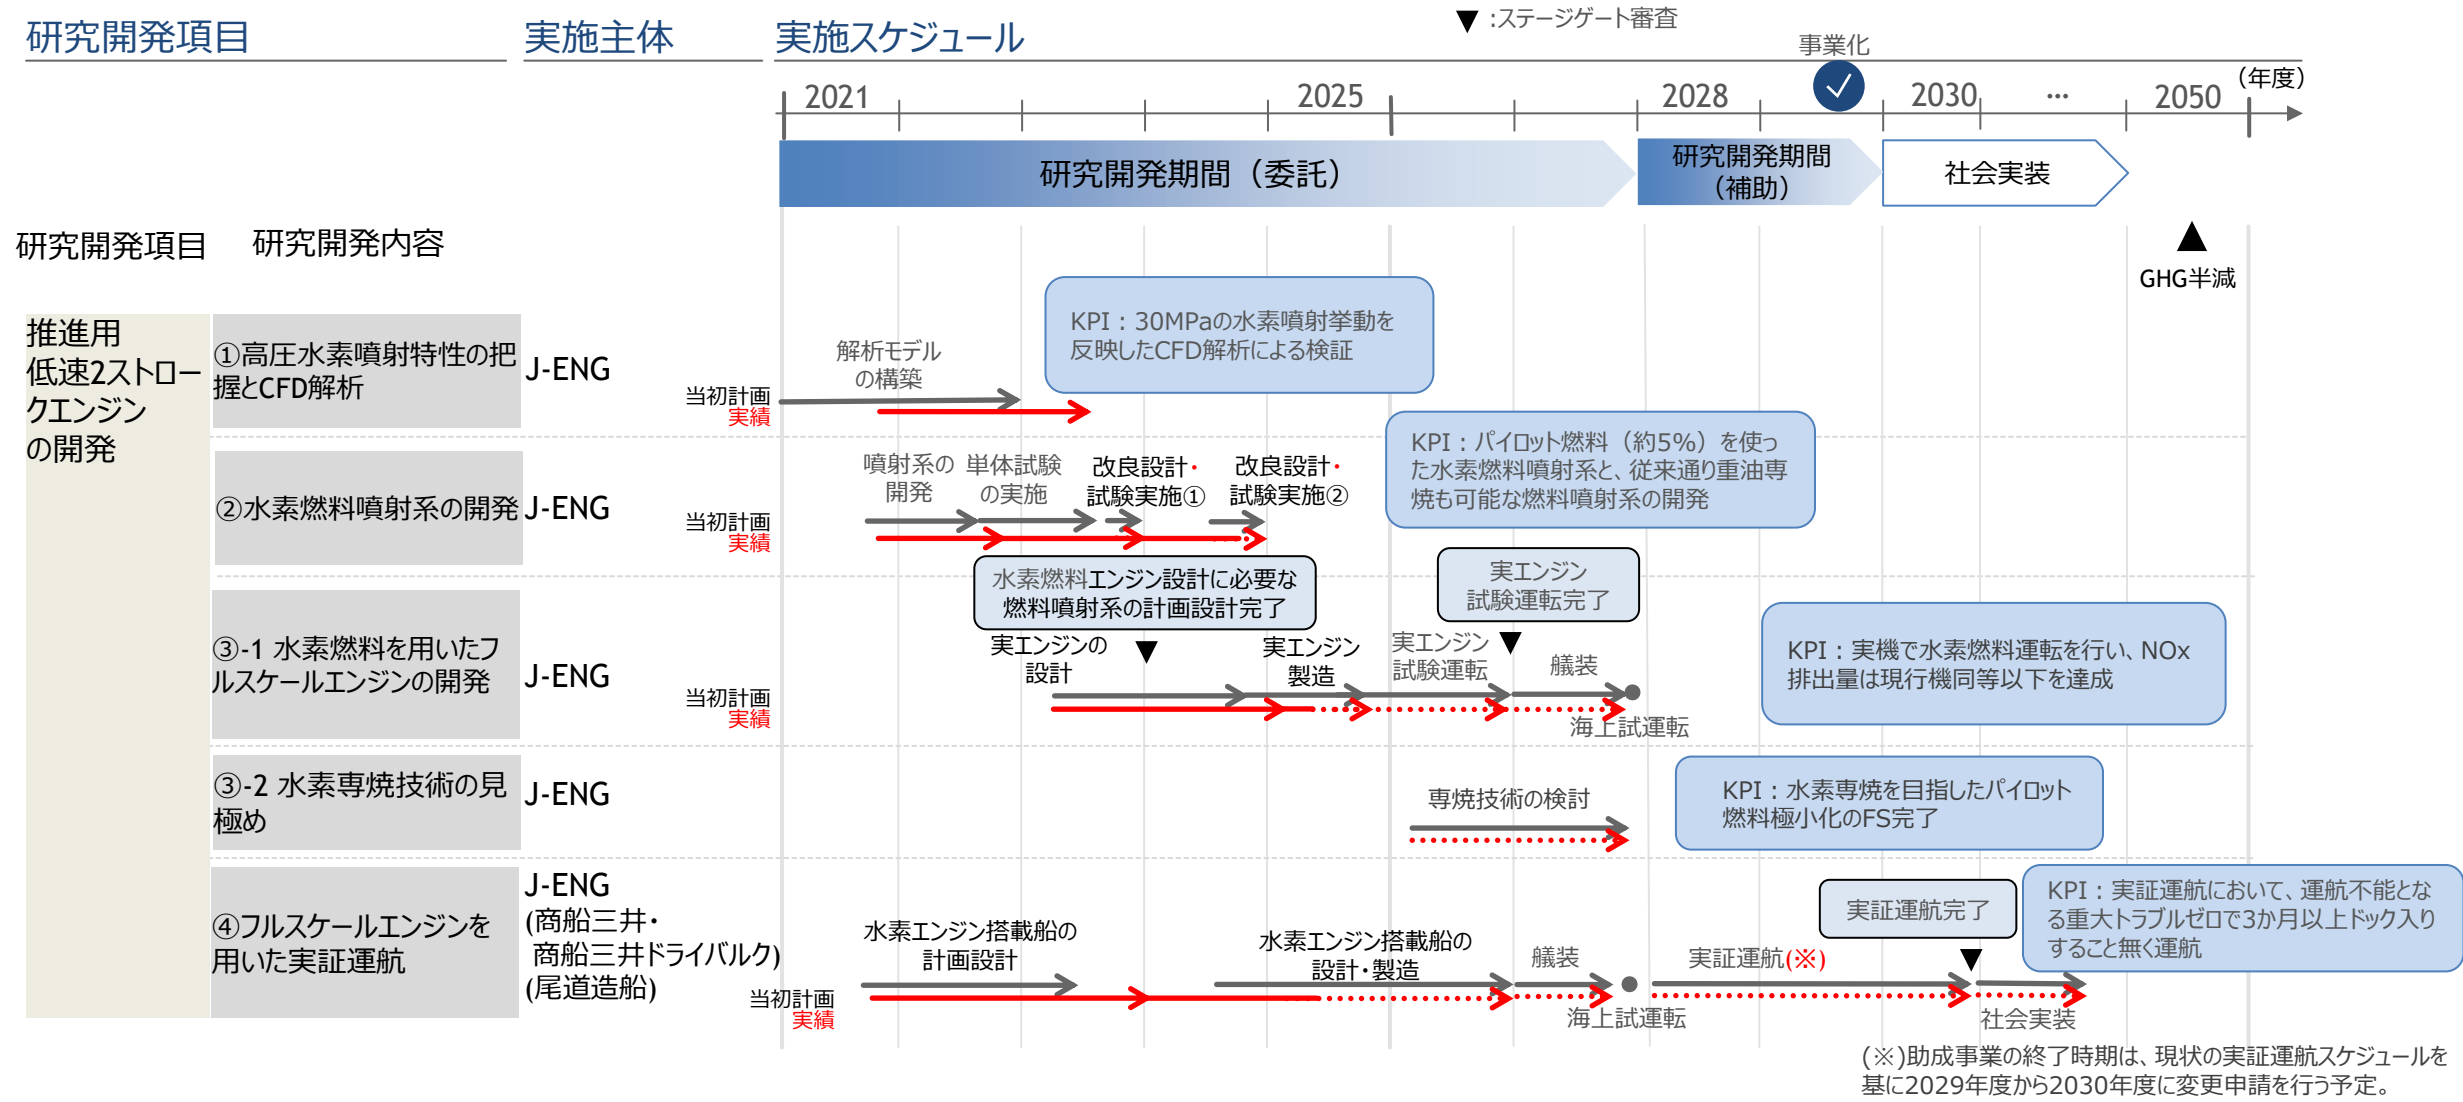 ▼:ステージゲート審査
研究開発項目
実施主体
実施スケジュール
事業化
(年度)
2021
2025
2028
2030
…
2050
研究開発期間（委託）
研究開発期間
（補助）
社会実装
研究開発項目
研究開発内容
GHG半減
推進用
低速2ストロー
クエンジン
の開発
①高圧水素噴射特性の把
握とCFD解析
J-ENG
当初計画
実績
解析モデル
の構築
KPI：30MPaの水素噴射挙動を
反映したCFD解析による検証
②水素燃料噴射系の開発
J-ENG
当初計画
実績
噴射系の
開発
単体試験
の実施
改良設計・
試験実施①
改良設計・
試験実施②
KPI：パイロット燃料（約5%）を使っ
た水素燃料噴射系と、従来通り重油専
焼も可能な燃料噴射系の開発
水素燃料エンジン設計に必要な
燃料噴射系の計画設計完了
実エンジン
試験運転完了
③-1 水素燃料を用いたフ
ルスケールエンジンの開発
J-ENG
当初計画
実績
実エンジンの
設計
実エンジン
製造
実エンジン
試験運転
艤装
海上試運転
KPI：実機で水素燃料運転を行い、NOx
排出量は現行機同等以下を達成
③-2 水素専焼技術の見
極め
J-ENG
専焼技術の検討
KPI：水素専焼を目指したパイロット
燃料極小化のFS完了
④フルスケールエンジンを
用いた実証運航
J-ENG
(商船三井・
商船三井ドライバルク)
(尾道造船)
当初計画
実績
水素エンジン搭載船の
計画設計
水素エンジン搭載船の
設計・製造
艤装
海上試運転
実証運航(※)
実証運航完了
社会実装
KPI：実証運航において、運航不能とな
る重大トラブルゼロで3か月以上ドック入り
すること無く運航
(※)助成事業の終了時期は、現状の実証運航スケジュールを
基に2029年度から2030年度に変更申請を行う予定。